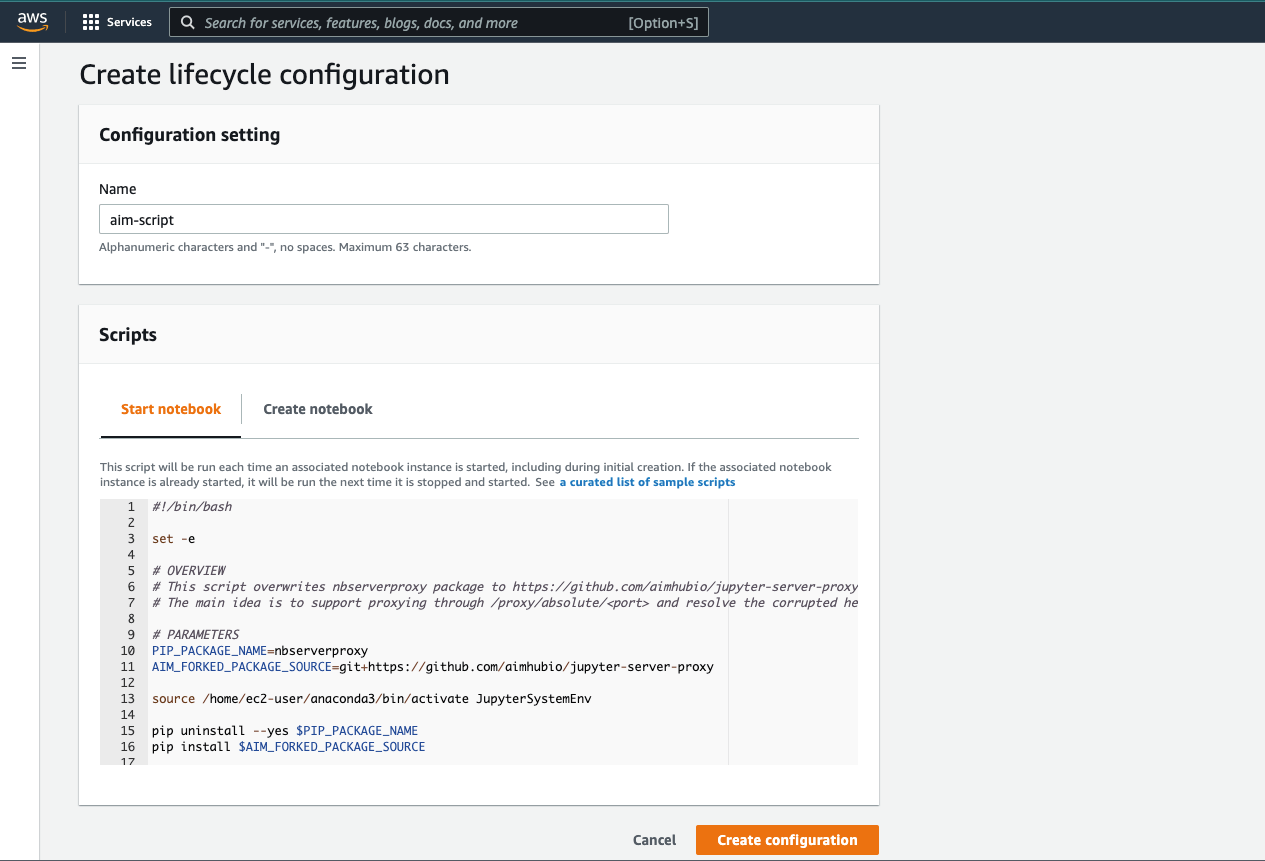 aws
Services
Search for services, features, blogs, docs, and more [Option+S]
Create lifecycle configuration
Configuration setting
Name
aim-script
Alphanumeric characters and "-", no spaces. Maximum 63 characters.
Scripts
Start notebook
Create notebook
This script will be run each time an associated notebook instance is started, including during initial creation. If the associated notebook
instance is already started, it will be run the next time it is stopped and started. See a curated list of sample scripts
1 #!/bin/bash
2
3 set -e
4
5 # OVERVIEW
6 # This script overwrites nbserverproxy package to https://github.com/aimhubio/jupyter-server-proxy
7 # The main idea is to support proxying through /proxy/absolute/<port> and resolve the corrupted he
8
9 # PARAMETERS
10 PIP_PACKAGE_NAME=nbserverproxy
11 AIM_FORKED_PACKAGE_SOURCE=git+https://github.com/aimhubio/jupyter-server-proxy
12
13 source /home/ec2-user/anaconda3/bin/activate JupyterSystemEnv
14
15 pip uninstall --yes $PIP_PACKAGE_NAME
16 pip install $AIM_FORKED_PACKAGE_SOURCE
17
Cancel
Create configuration